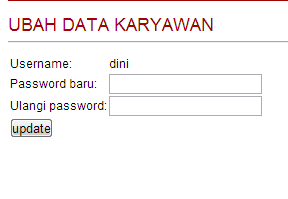 UBAH DATA KARYAWAN
Username: dini
Password baru:
Ulangi password:
update